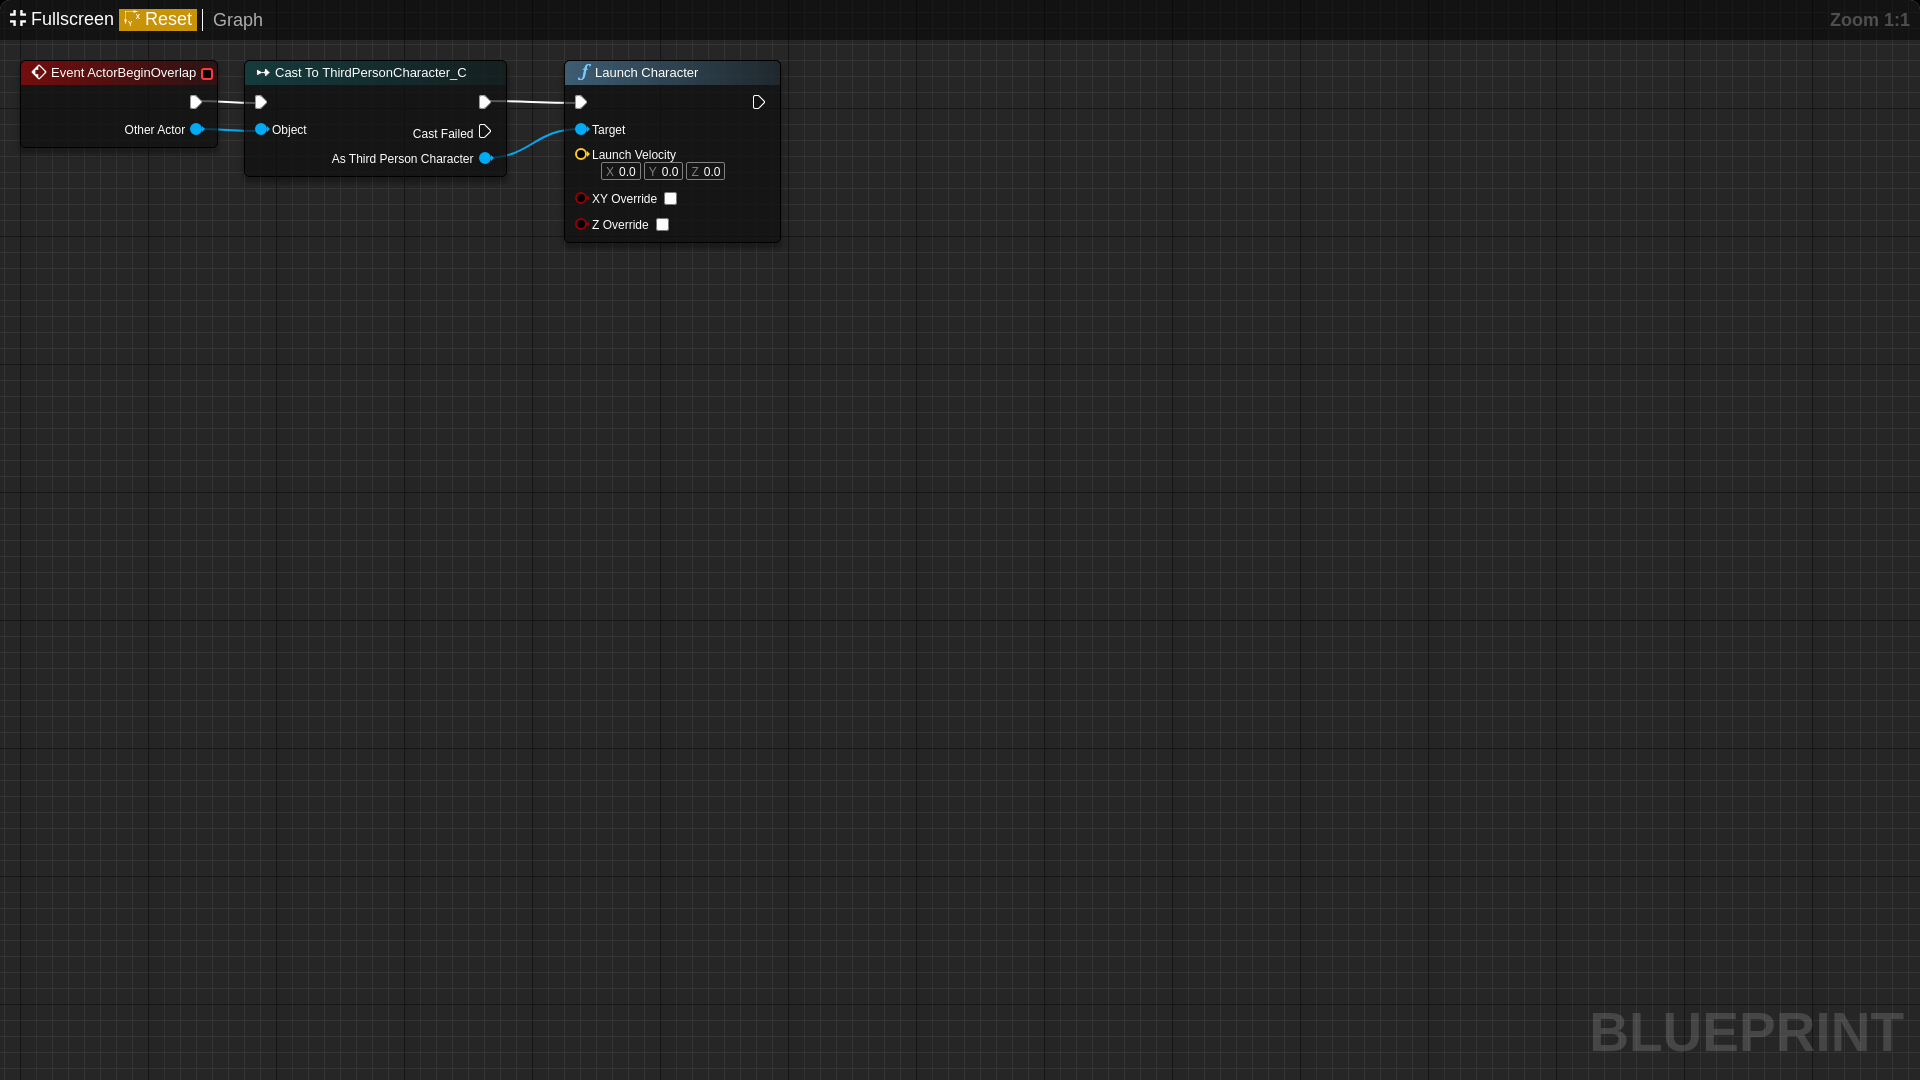 Fullscreen Reset Graph Zoom 1:1
Event ActorBeginOverlap
Other Actor
Cast To ThirdPersonCharacter_C
Object
Cast Failed
As Third Person Character
Launch Character
Target
Launch Velocity
X 0.0 Y 0.0 Z 0.0
XY Override
Z Override
BLUEPRINT